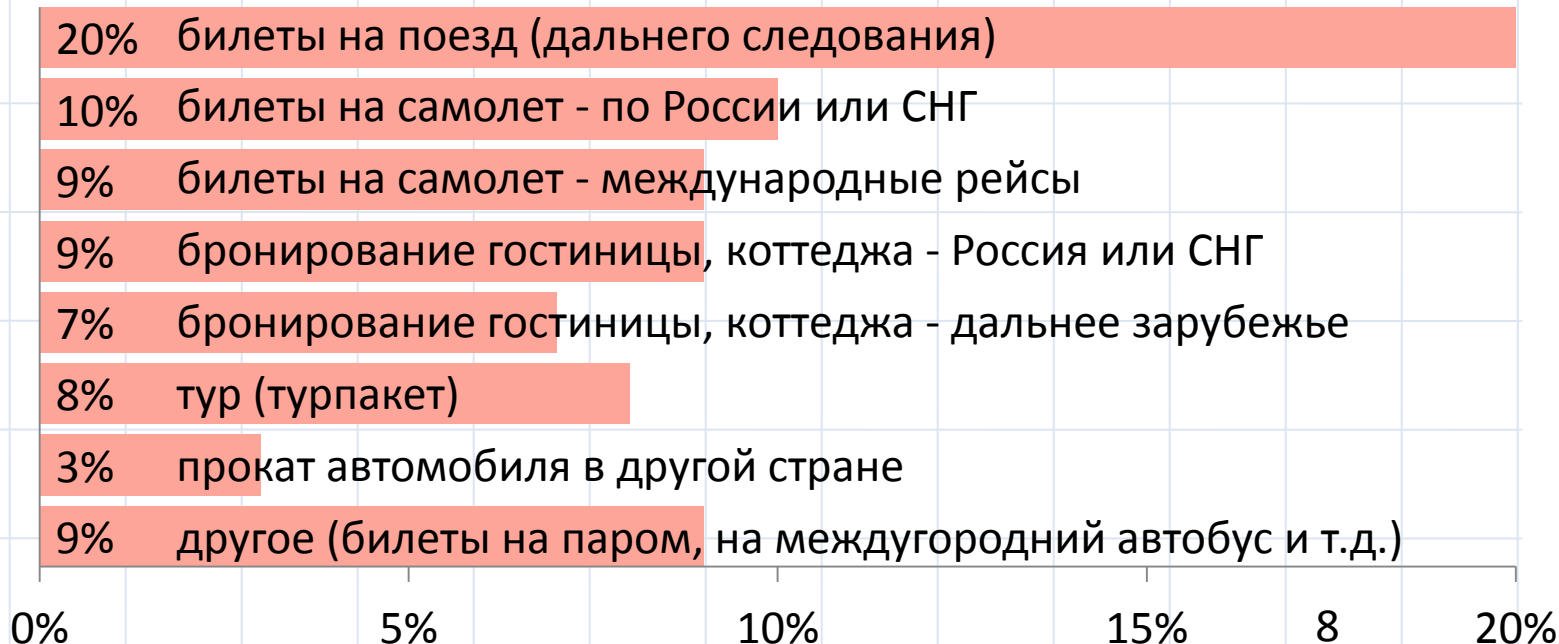 20% билеты на поезд (дальнего следования)
10% билеты на самолет - по России или СНГ
9% билеты на самолет - международные рейсы
9% бронирование гостиницы, коттеджа - Россия или СНГ
7% бронирование гостиницы, коттеджа - дальнее зарубежье
8% тур (турпакет)
3% прокат автомобиля в другой стране
9% другое (билеты на паром, на междугородний автобус и т.д.)
0% 5% 10% 15% 8 20%